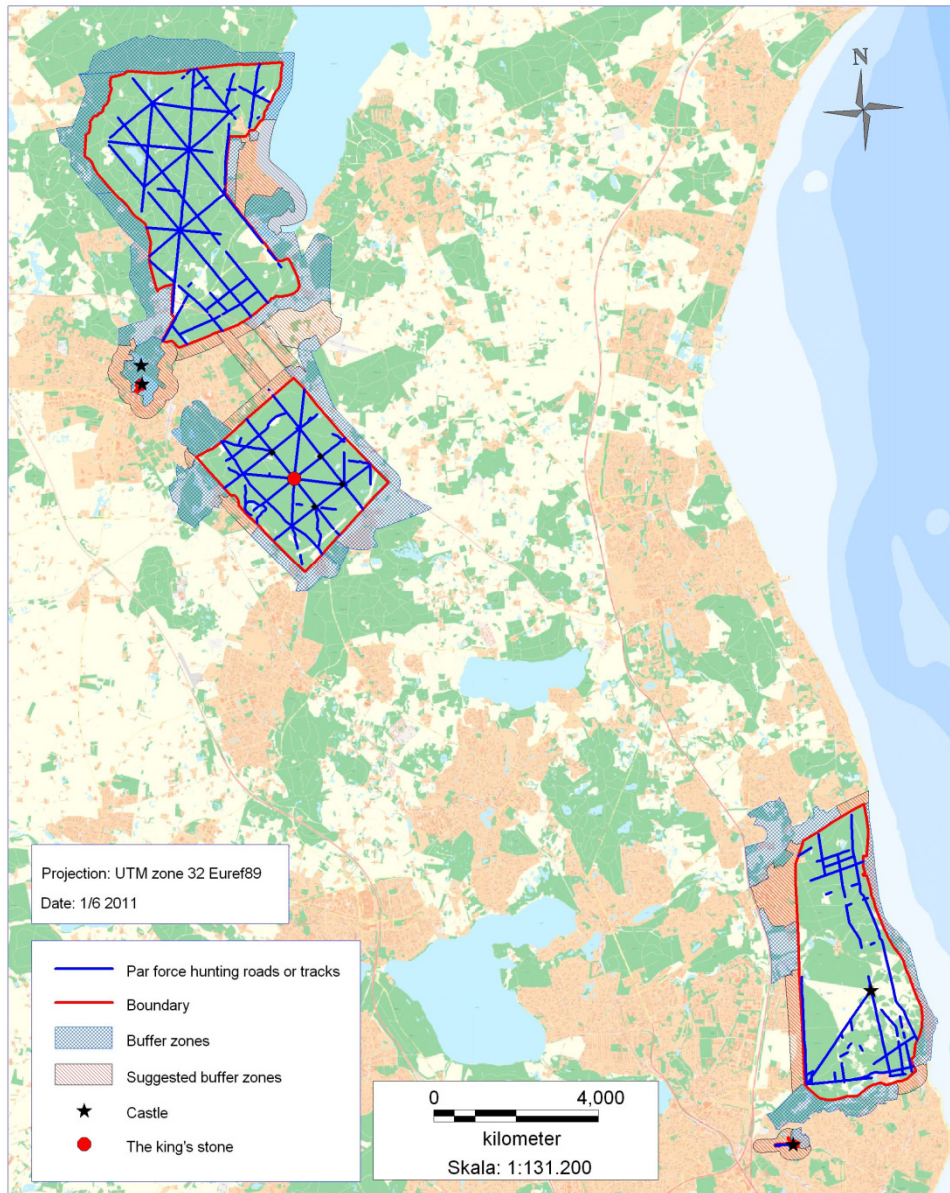 N
Projection: UTM zone 32 Euref89
Date: 1/6 2011
Par force hunting roads or tracks
Boundary
Buffer zones
Suggested buffer zones
Castle
The king's stone
0 4,000
kilometer
Skala: 1:131.200